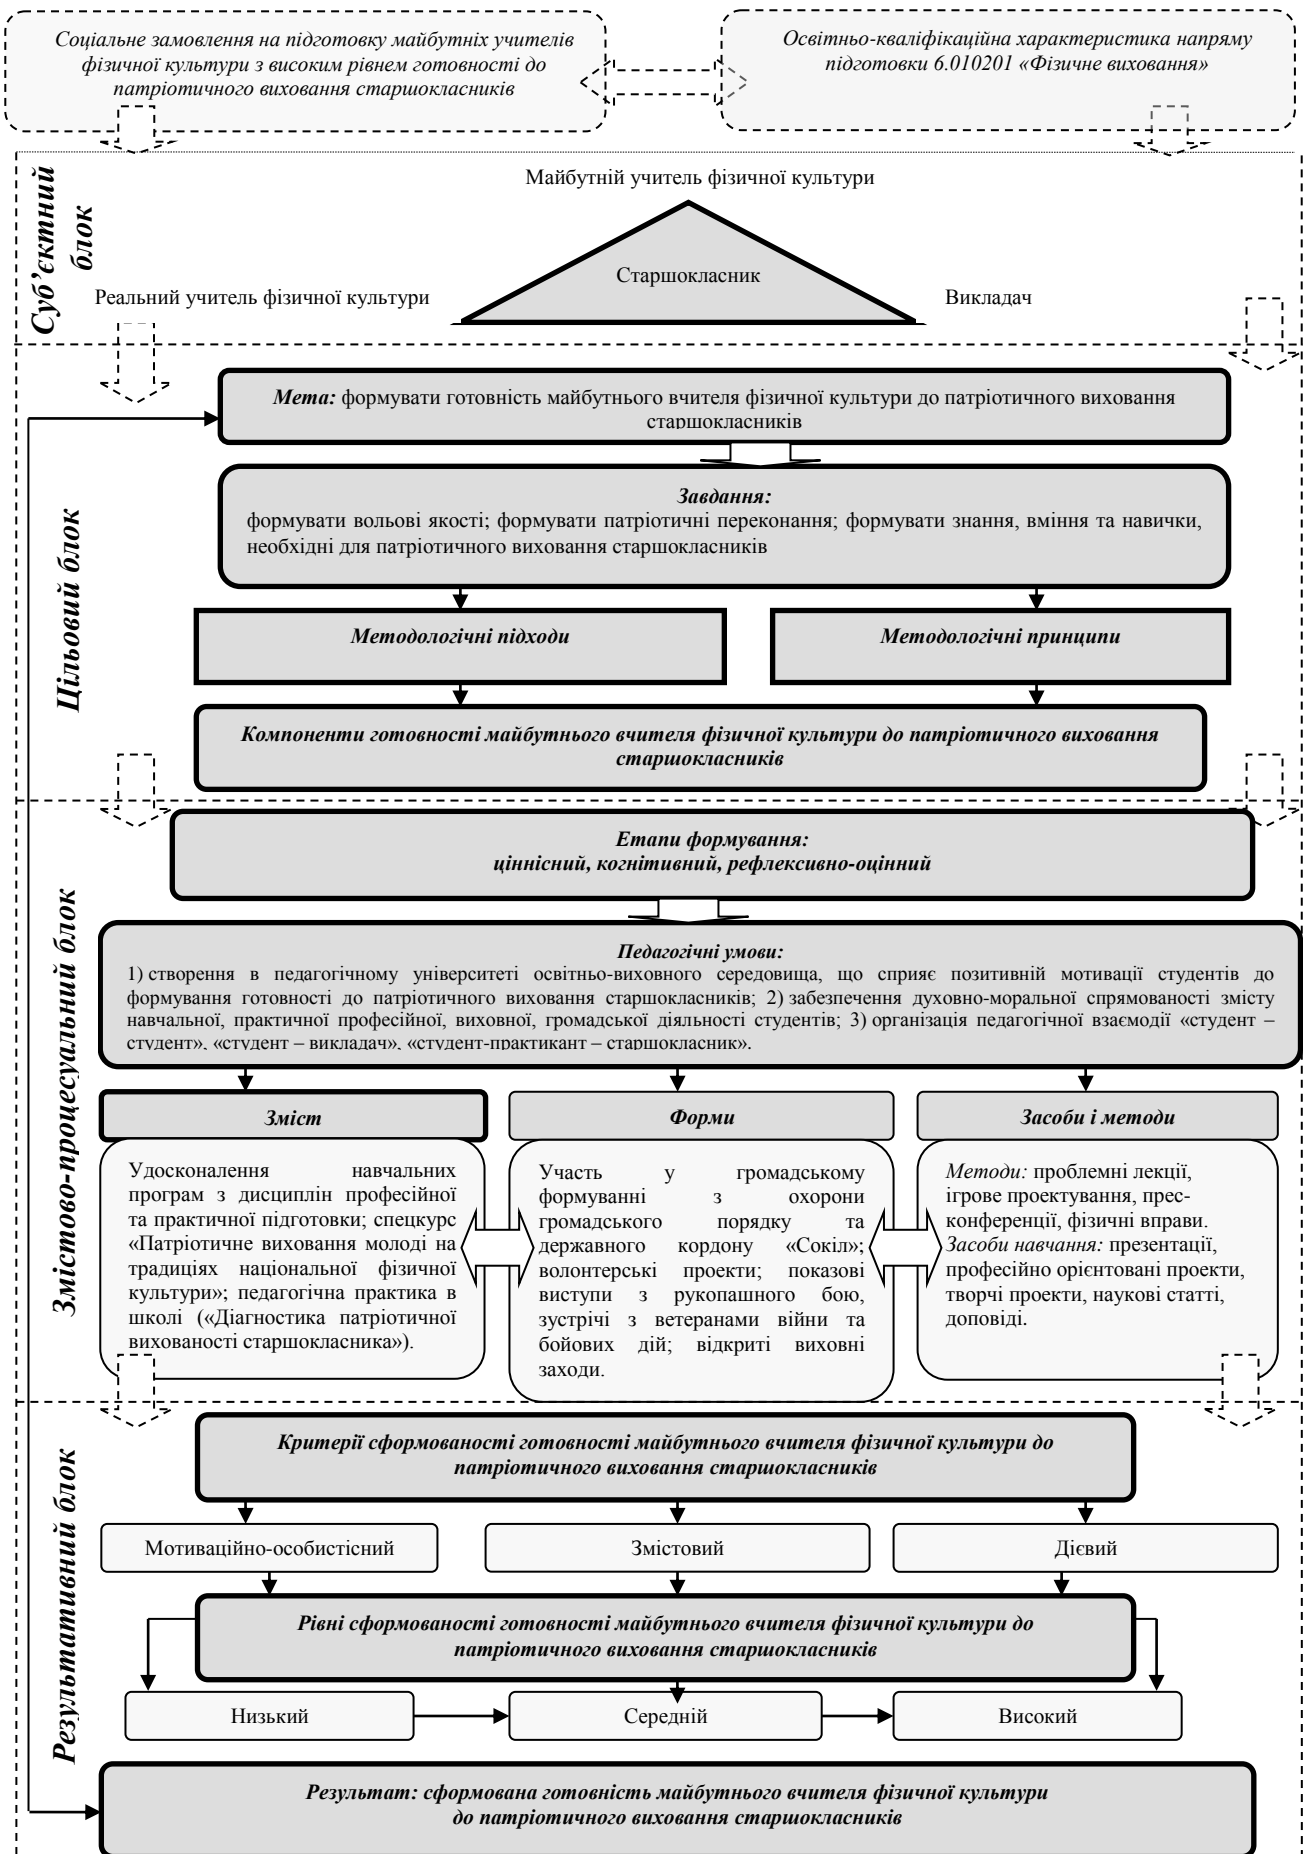 Соціальне замовлення на підготовку майбутніх учителів
фізичної культури з високим рівнем готовності до
патріотичного виховання старшокласників
Освітньо-кваліфікаційна характеристика напряму
підготовки 6.010201 «Фізичне виховання»
Суб’єктний
блок
Майбутній учитель фізичної культури
Старшокласник
Реальний учитель фізичної культури
Викладач
Цільовий блок
Мета: формувати готовність майбутнього вчителя фізичної культури до патріотичного виховання
старшокласників
Завдання:
формувати вольові якості; формувати патріотичні переконання; формувати знання, вміння та навички,
необхідні для патріотичного виховання старшокласників
Методологічні підходи
Методологічні принципи
Компоненти готовності майбутнього вчителя фізичної культури до патріотичного виховання
старшокласників
Змістово-процесуальний блок
Етапи формування:
ціннісний, когнітивний, рефлексивно-оцінний
Педагогічні умови:
1) створення в педагогічному університеті освітньо-виховного середовища, що сприяє позитивній мотивації студентів до
формування готовності до патріотичного виховання старшокласників; 2) забезпечення духовно-моральної спрямованості змісту
навчальної, практичної професійної, виховної, громадської діяльності студентів; 3) організація педагогічної взаємодії «студент –
студент», «студент – викладач», «студент-практикант – старшокласник».
Зміст
Удосконалення навчальних
програм з дисциплін професійної
та практичної підготовки; спецкурс
«Патріотичне виховання молоді на
традиціях національної фізичної
культури»; педагогічна практика в
школі («Діагностика патріотичної
вихованості старшокласника»).
Форми
Участь у громадському
формуванні з охорони
громадського порядку та
державного кордону «Сокіл»;
волонтерські проекти; показові
виступи з рукопашного бою,
зустрічі з ветеранами війни та
бойових дій; відкриті виховні
заходи.
Засоби і методи
Методи: проблемні лекції,
ігрове проектування, прес-
конференції, фізичні вправи.
Засоби навчання: презентації,
професійно орієнтовані проекти,
творчі проекти, наукові статті,
доповіді.
Результативний блок
Критерії сформованості готовності майбутнього вчителя фізичної культури до
патріотичного виховання старшокласників
Мотиваційно-особистісний
Змістовий
Дієвий
Рівні сформованості готовності майбутнього вчителя фізичної культури до
патріотичного виховання старшокласників
Низький
Середній
Високий
Результат: сформована готовність майбутнього вчителя фізичної культури
до патріотичного виховання старшокласників